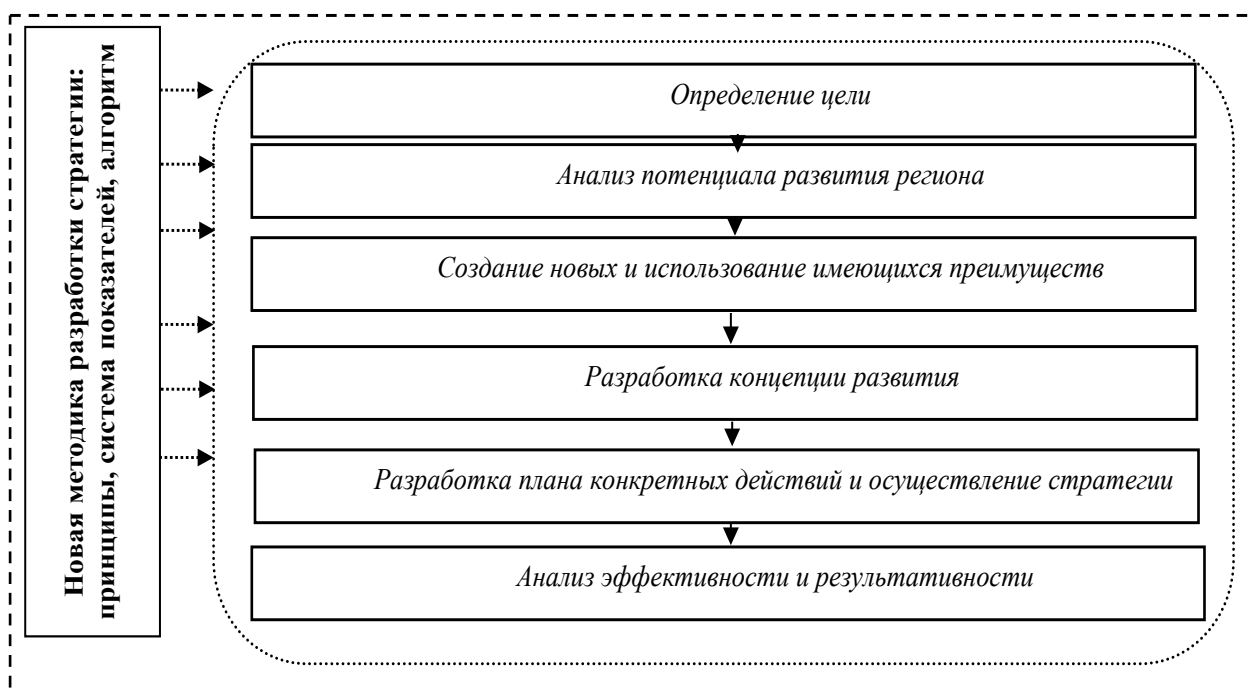 Новая методика разработки стратегии:
принципы, система показателей, алгоритм
Определение цели
Анализ потенциала развития региона
Создание новых и использование имеющихся преимуществ
Разработка концепции развития
Разработка плана конкретных действий и осуществление стратегии
Анализ эффективности и результативности